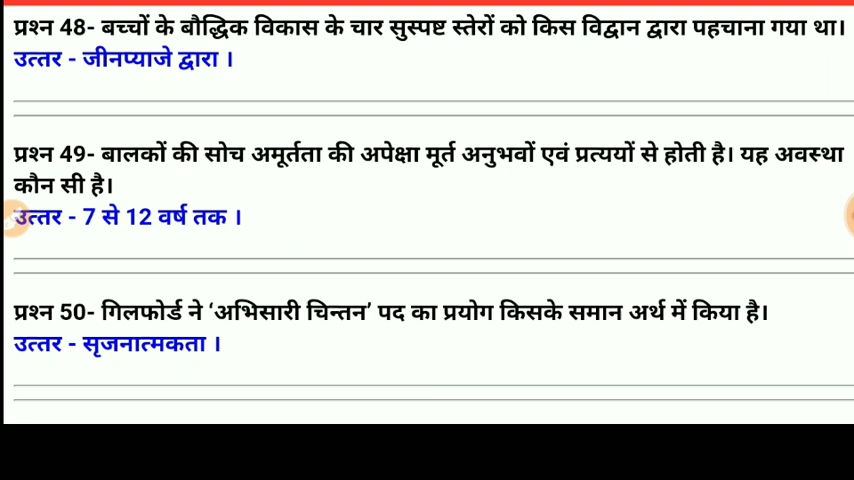 प्रश्न 48- बच्चों के बौद्धिक विकास के चार सुस्पष्ट स्तेरों को किस विद्वान द्वारा पहचाना गया था।
उत्तर - जीनप्याजे द्वारा ।
प्रश्न 49- बालकों की सोच अमूर्तता की अपेक्षा मूर्त अनुभवों एवं प्रत्ययों से होती है। यह अवस्था
कौन सी है।
उत्तर - 7 से 12 वर्ष तक ।
प्रश्न 50- गिलफोर्ड ने ‘अभिसारी चिन्तन’ पद का प्रयोग किसके समान अर्थ में किया है।
उत्तर - सृजनात्मकता ।